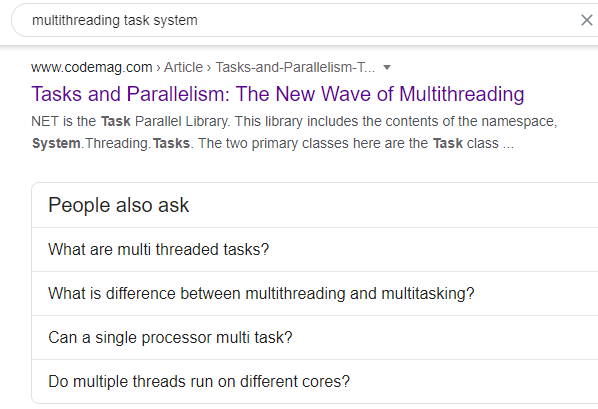 multithreading task system
www.codemag.com › Article › Tasks-and-Parallelism-T...
Tasks and Parallelism: The New Wave of Multithreading
NET is the Task Parallel Library. This library includes the contents of the namespace,
System.Threading.Tasks. The two primary classes here are the Task class ...
People also ask
What are multi threaded tasks?
What is difference between multithreading and multitasking?
Can a single processor multi task?
Do multiple threads run on different cores?